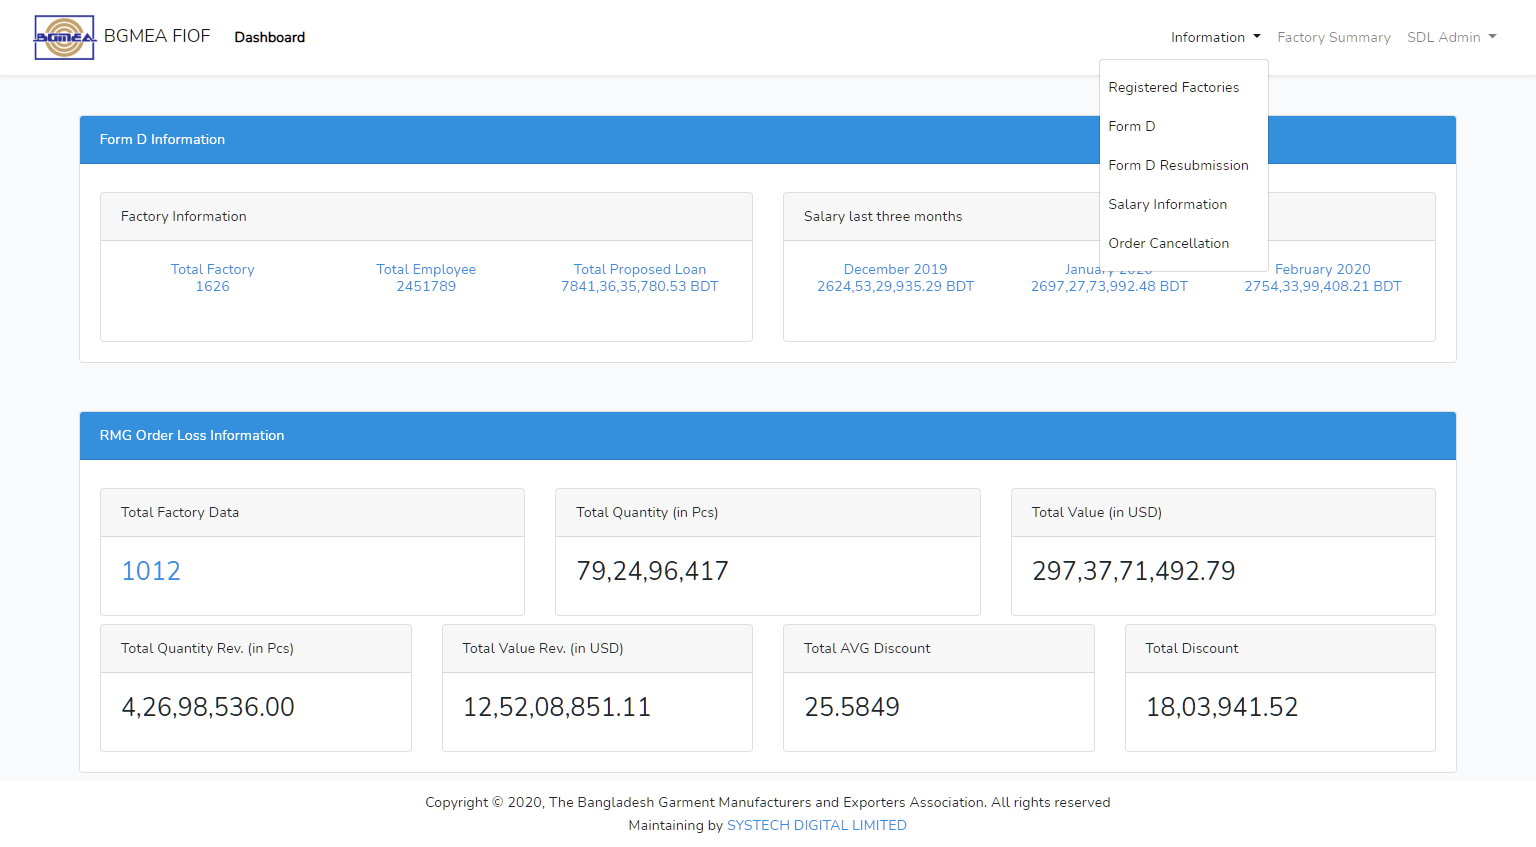 BGMEA BGMEA FIOF Dashboard Information Factory Summary SDL Admin
Registered Factories
Form D
Form D Resubmission
Salary Information
Order Cancellation
Form D Information
Factory Information
Total Factory Total Employee Total Proposed Loan
1626 2451789 7841,36,35,780.53 BDT
Salary last three months
December 2019 January 2020 February 2020
2624,53,29,935.29 BDT 2697,27,73,992.48 BDT 2754,33,99,408.21 BDT
RMG Order Loss Information
Total Factory Data Total Quantity (in Pcs) Total Value (in USD)
1012 79,24,96,417 297,37,71,492.79
Total Quantity Rev. (in Pcs) Total Value Rev. (in USD) Total AVG Discount Total Discount
4,26,98,536.00 12,52,08,851.11 25.5849 18,03,941.52
Copyright © 2020, The Bangladesh Garment Manufacturers and Exporters Association. All rights reserved
Maintaining by SYSTECH DIGITAL LIMITED